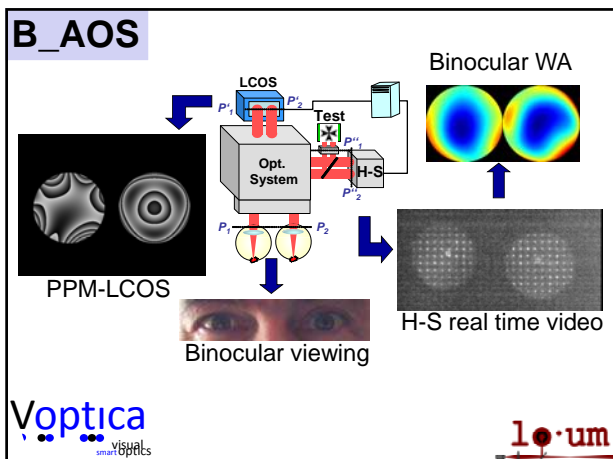 B_AOS
Binocular WA
LCOS
P'1 P'2
Test
P''1
Opt.
System
H-S
P''2
P1 P2
PPM-LCOS
Binocular viewing
H-S real time video
Voptica
visual
smart optics
lo·um